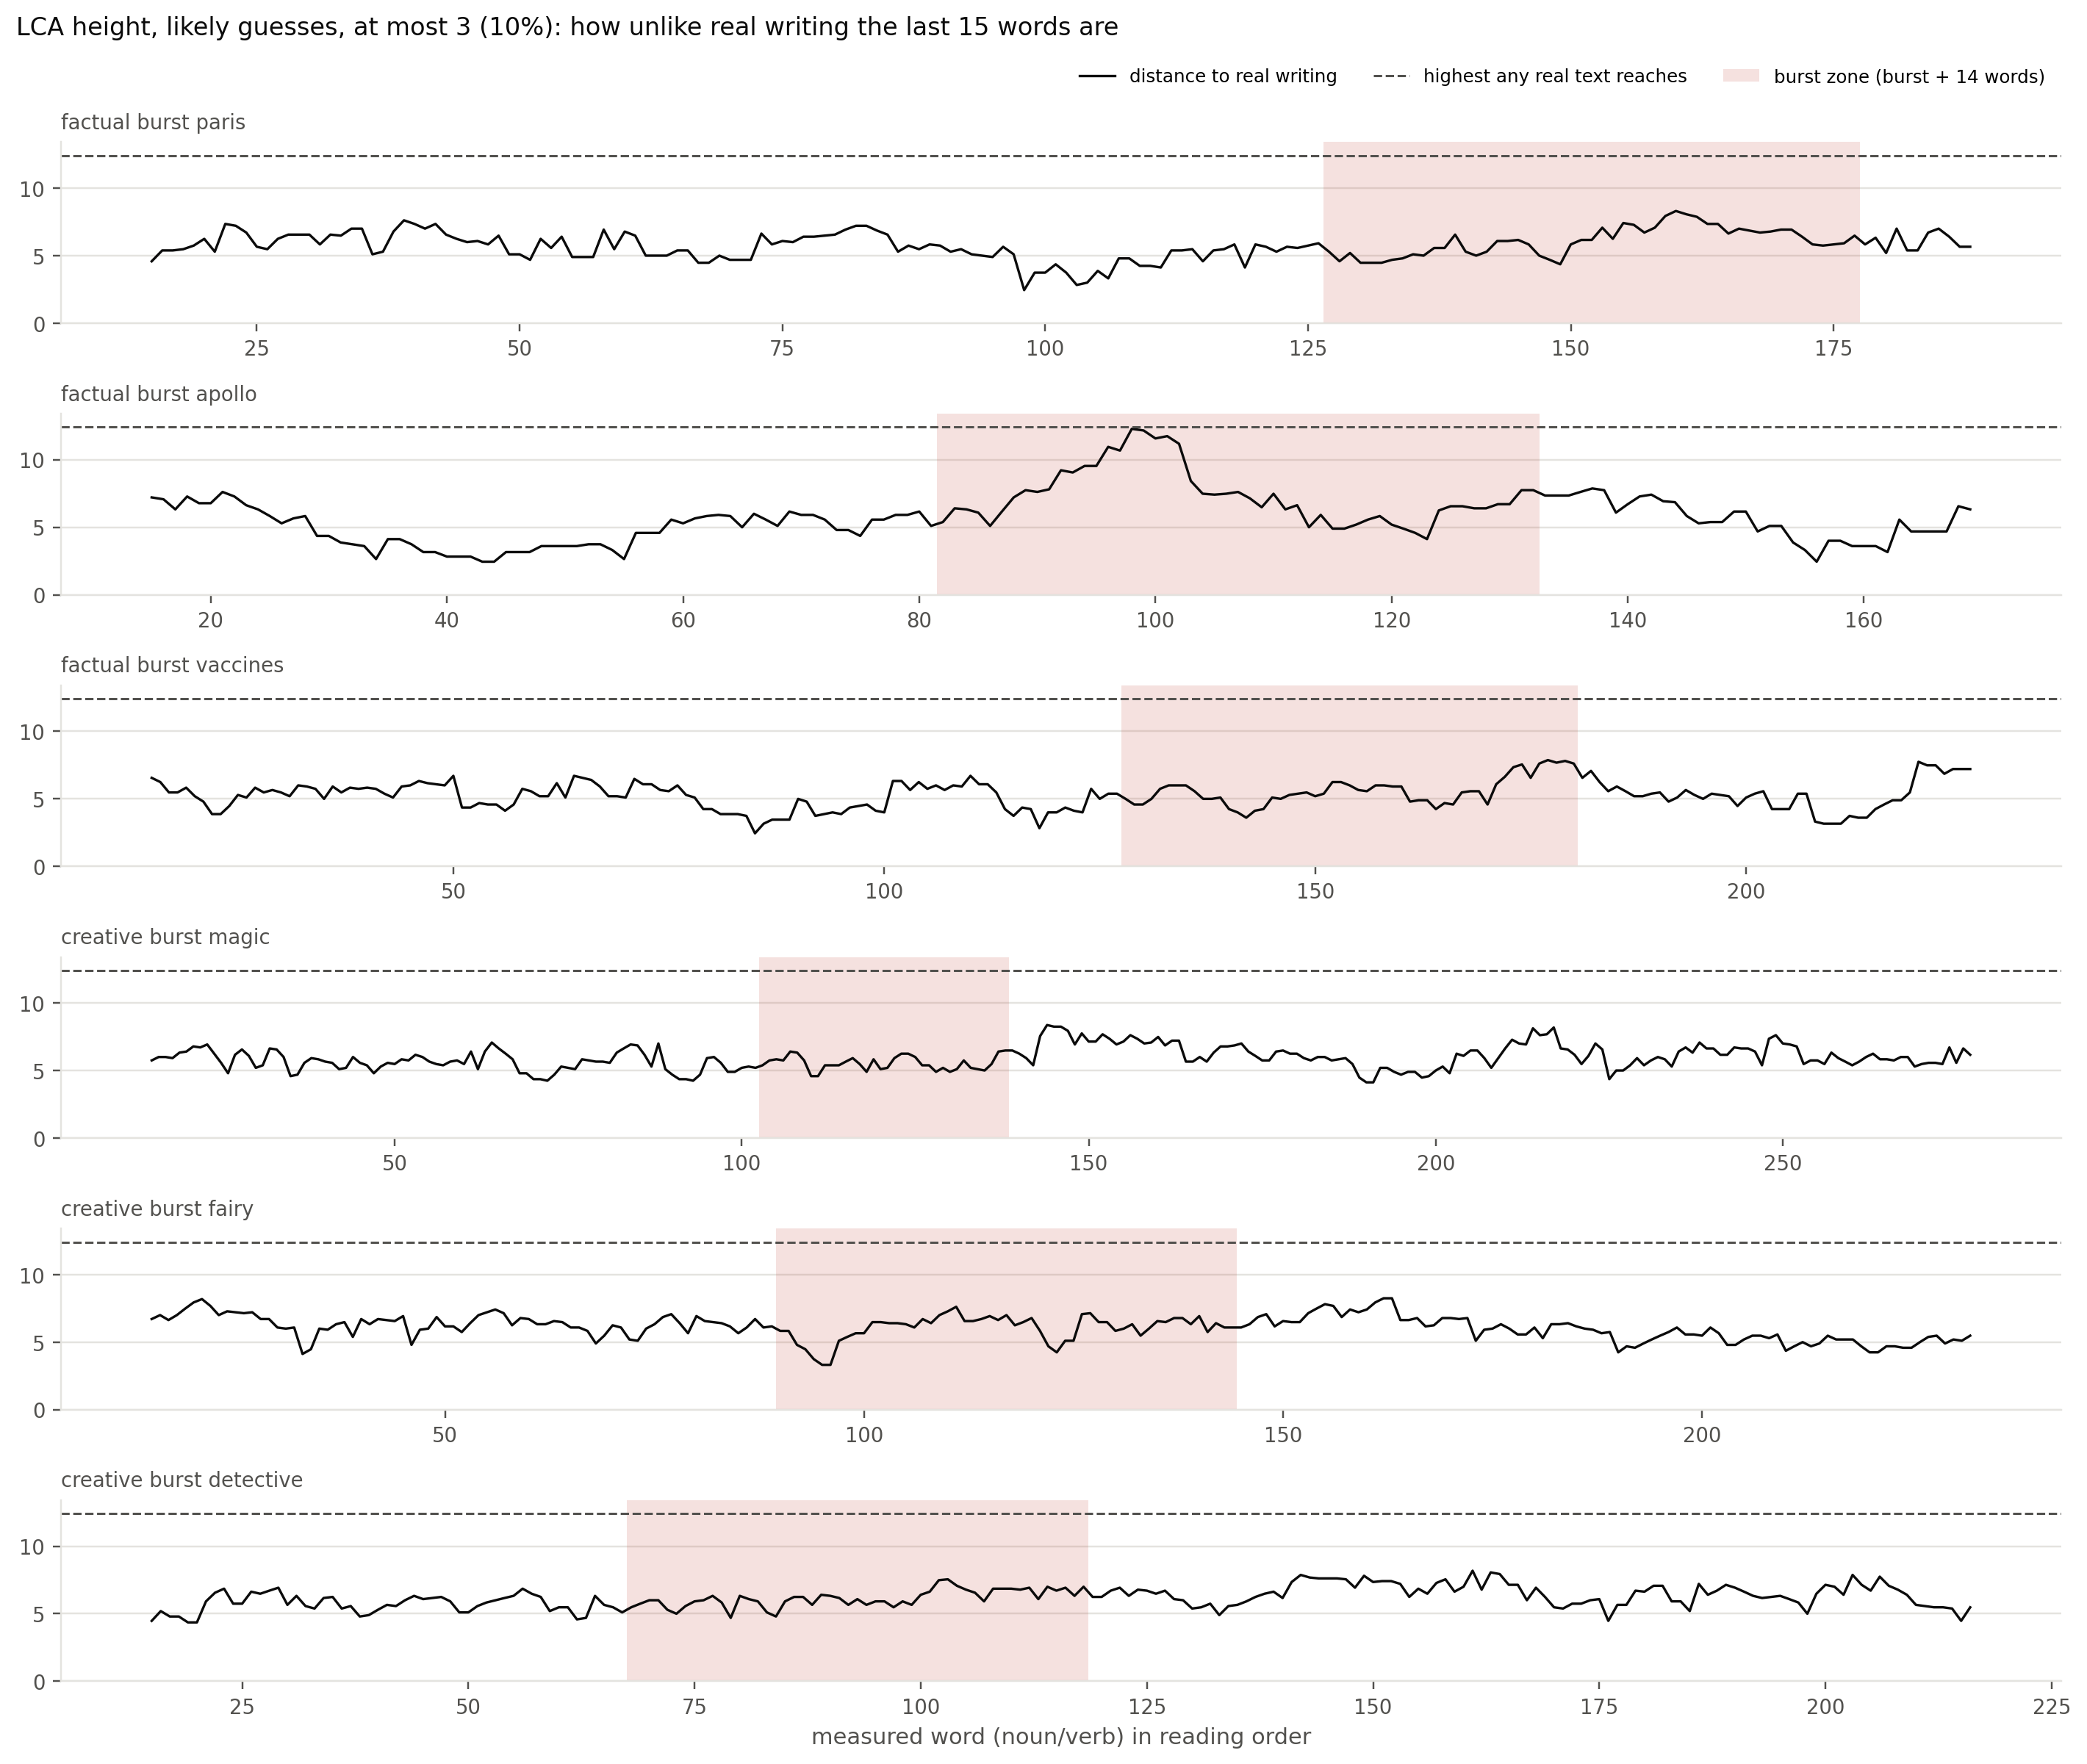 LCA height, likely guesses, at most 3 (10%): how unlike real writing the last 15 words are
distance to real writing highest any real text reaches burst zone (burst + 14 words)
factual burst paris
10
5
0
25 50 75 100 125 150 175
factual burst apollo
10
5
0
20 40 60 80 100 120 140 160
factual burst vaccines
10
5
0
50 100 150 200
creative burst magic
10
5
0
50 100 150 200 250
creative burst fairy
10
5
0
50 100 150 200
creative burst detective
10
5
0
25 50 75 100 125 150 175 200 225
measured word (noun/verb) in reading order